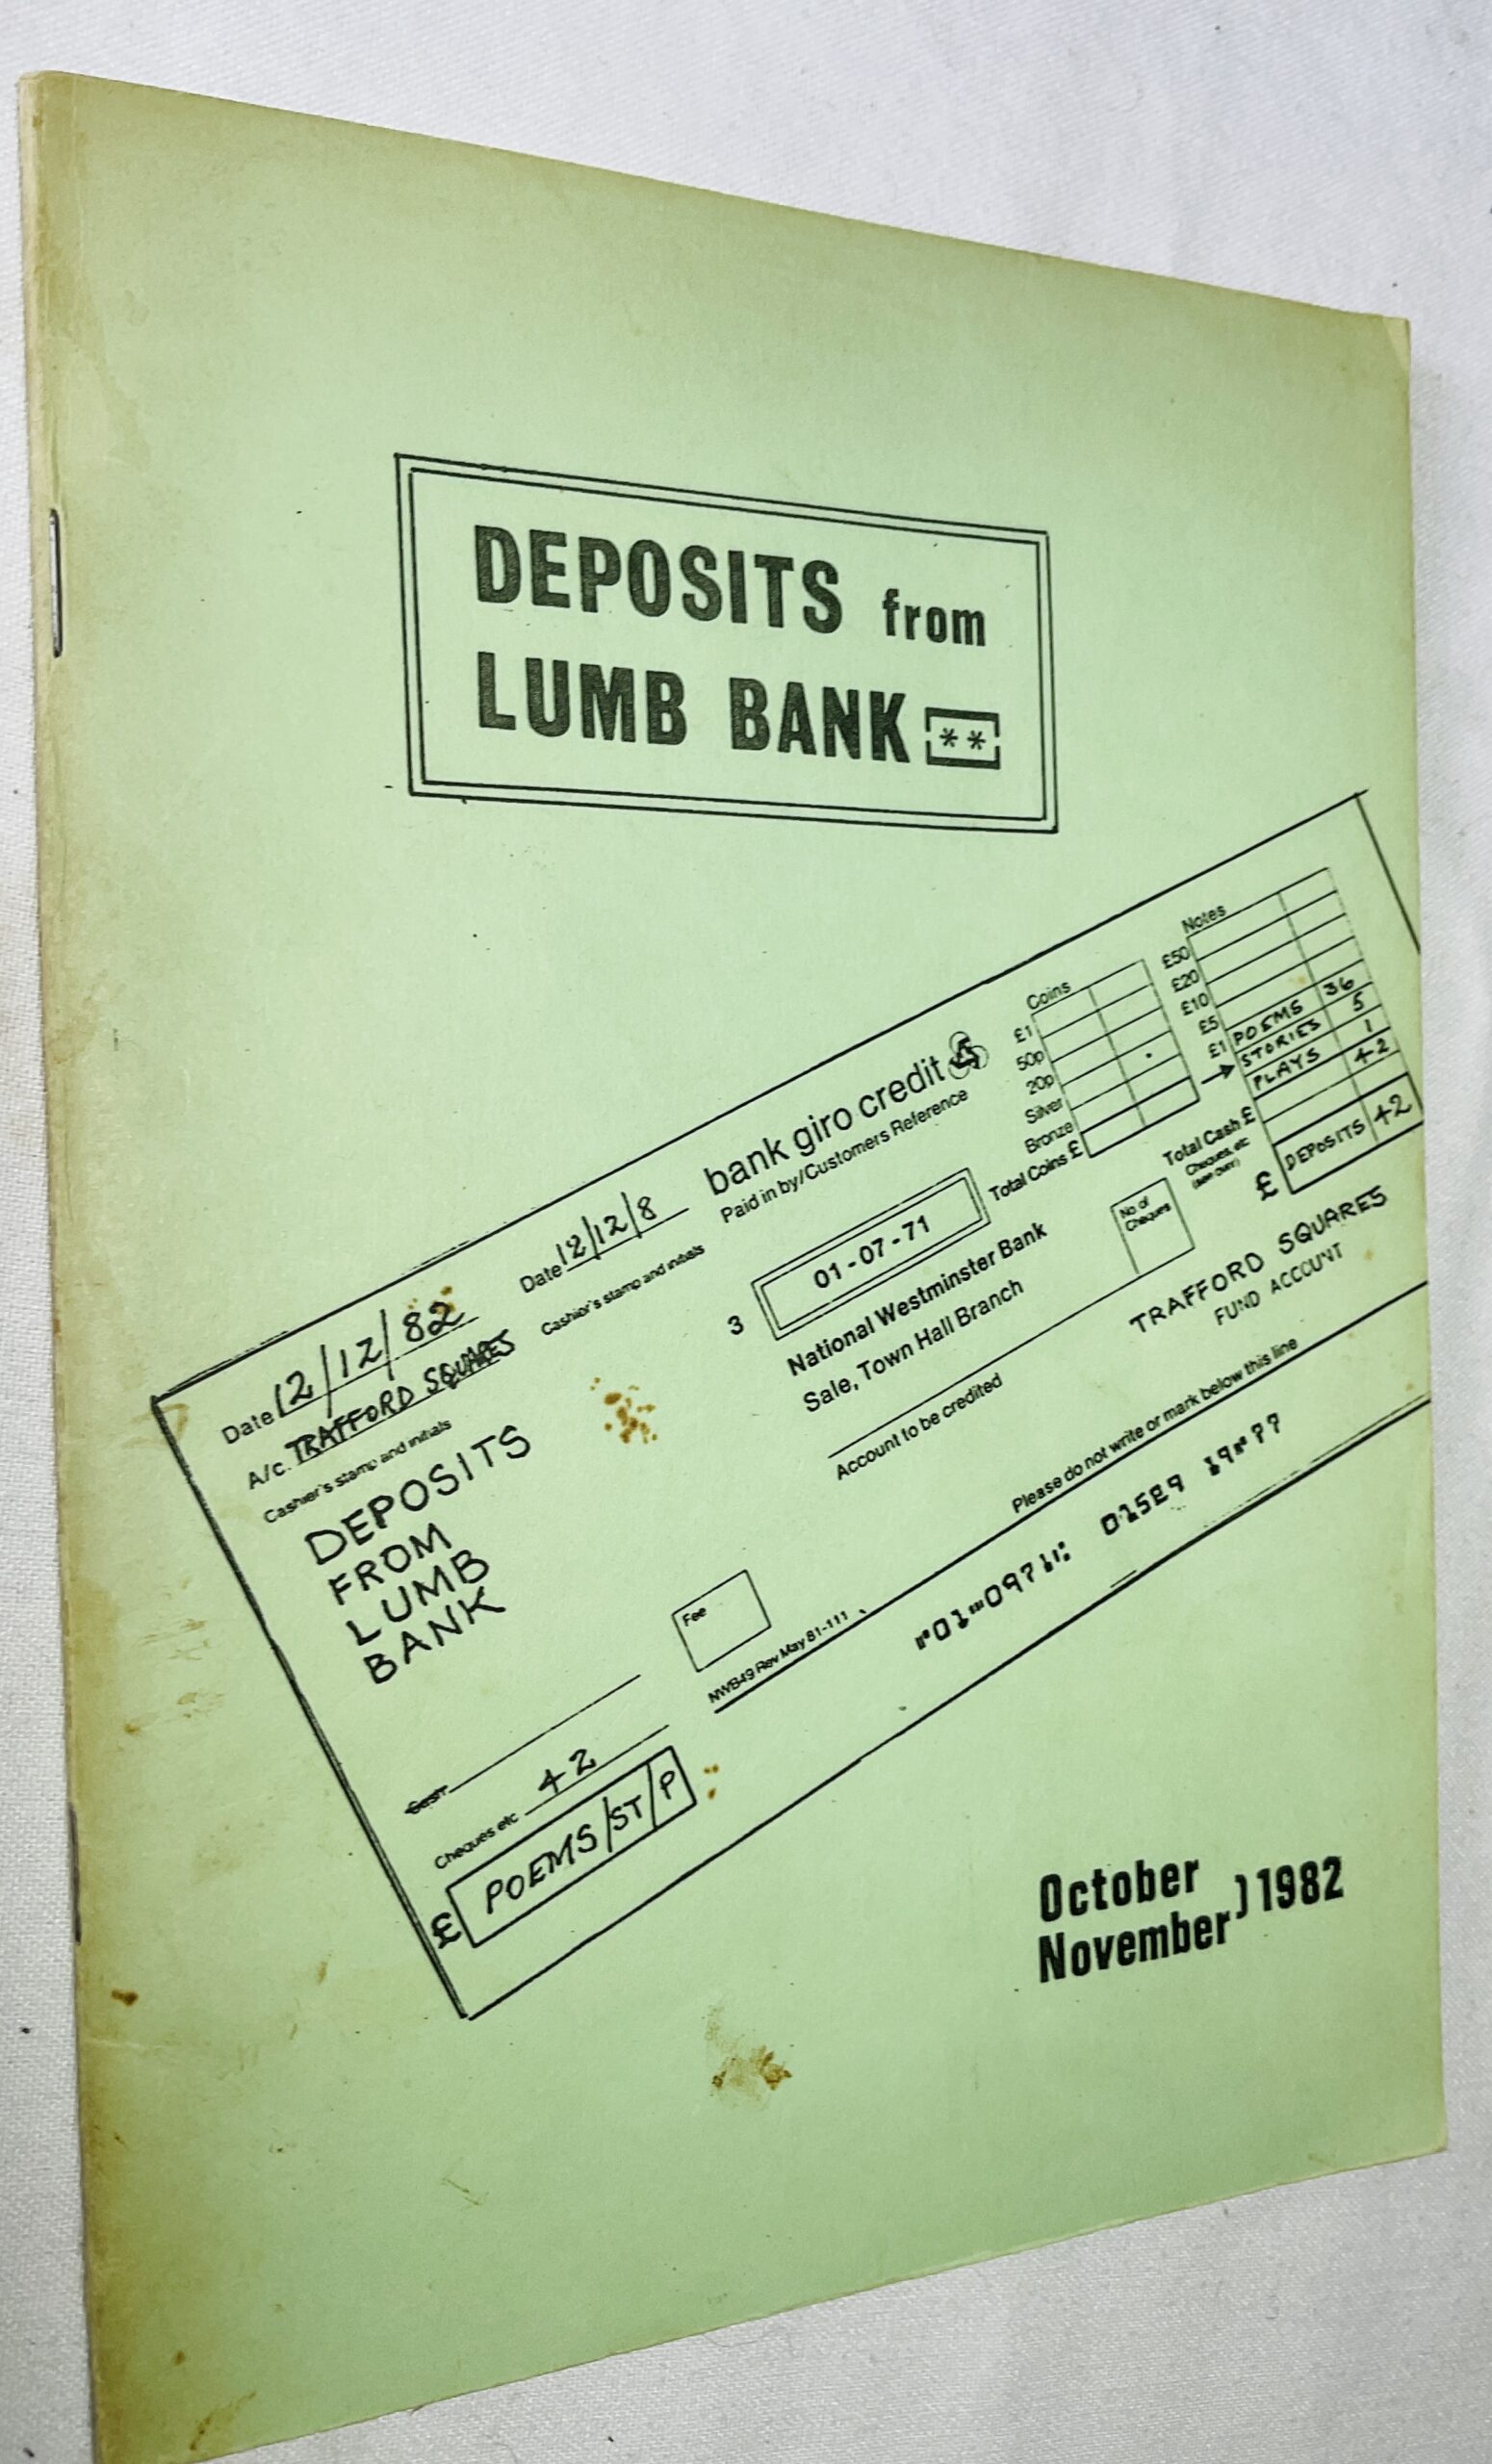 DEPOSITS from
LUMB BANK **
Date 12/12/82
A/c. TRAFFORD SQUARES
Cashier's stamp and initials
DEPOSITS
FROM
LUMB
BANK
Cash
Cheques etc 42
£ POEMS/ST/P
Date 12/12/8
Cashier's stamp and initials
bank giro credit
Paid in by/Customers Reference
3 01-07-71
National Westminster Bank
Sale, Town Hall Branch
Account to be credited
TRAFFORD SQUARES
FUND ACCOUNT
Fee
NWB49 Rev May 81-111
Please do not write or mark below this line
Coins
£1
50p
20p
Silver
Bronze
Total Coins £
No of
Cheques
Notes
£50
£20
£10
£5
£1
POEMS 36
STORIES 5
PLAYS 1
42
Total Cash £
Cheques, etc
(see over)
£ DEPOSITS 42
October
November ) 1982